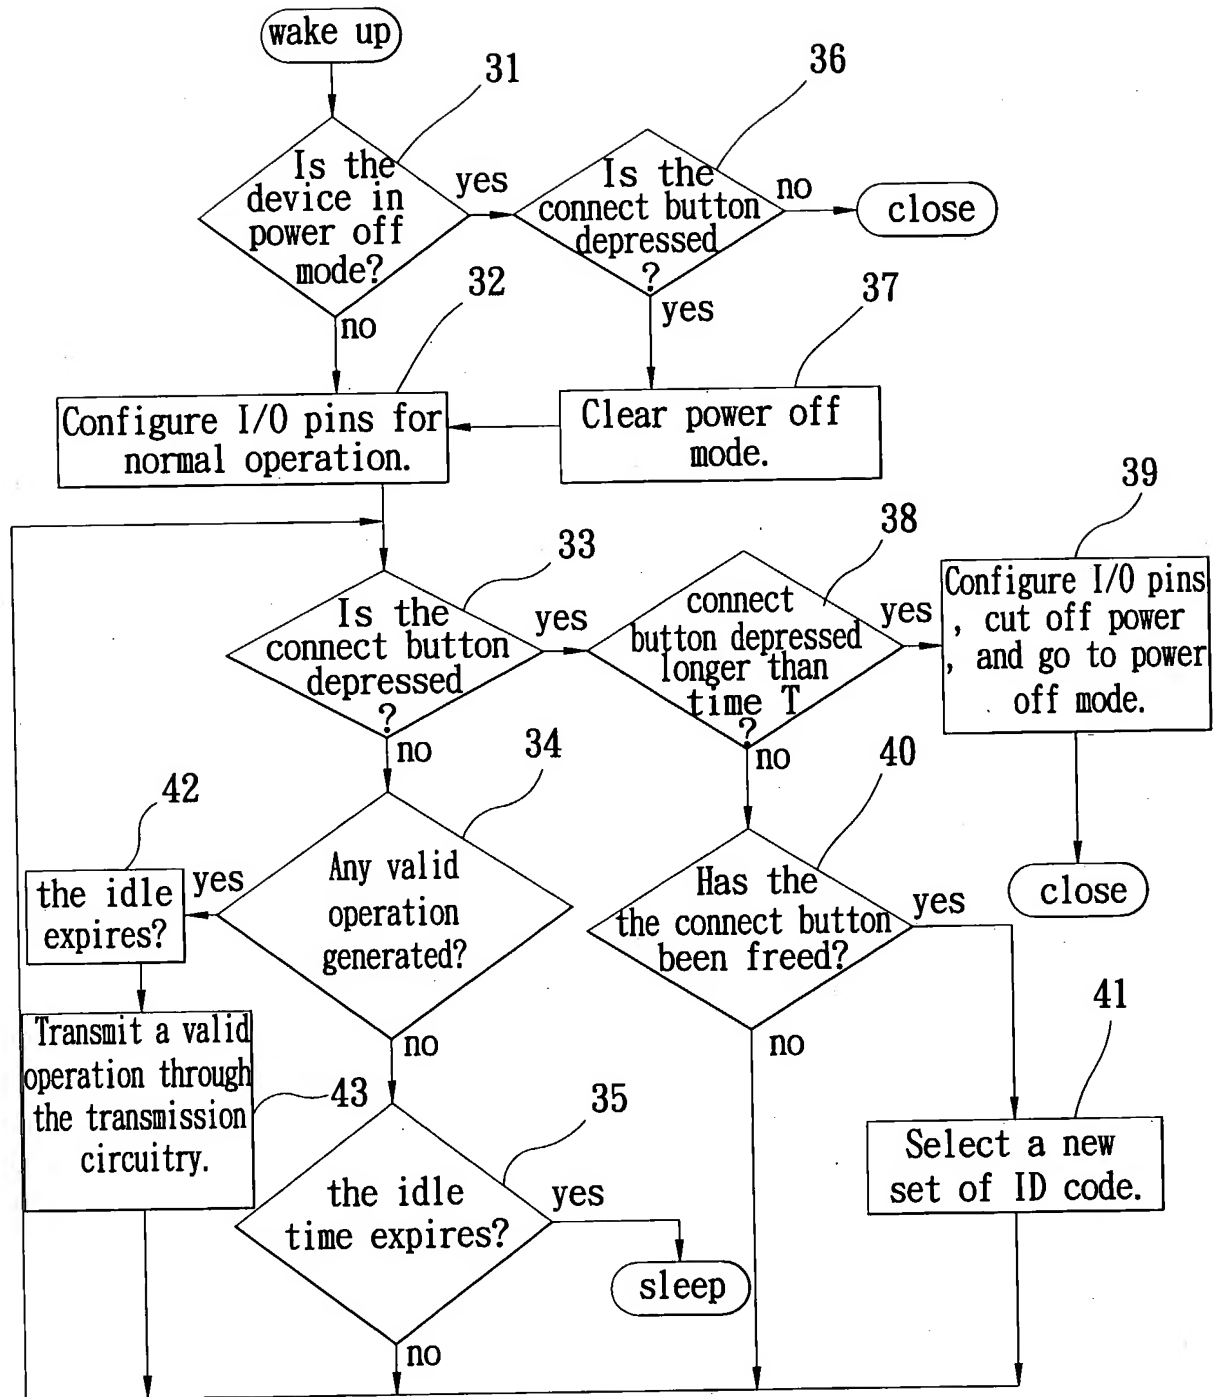 wake up
31
36
Is the
device in
power off
mode?
yes
Is the
connect button
depressed
?
no
close
no
32
yes
37
Configure I/O pins for
normal operation.
Clear power off
mode.
39
33
38
Is the
connect button
depressed
?
yes
connect
button depressed
longer than
time T
?
yes
Configure I/O pins
, cut off power
, and go to power
off mode.
no
34
no
40
42
the idle
expires?
yes
Any valid
operation
generated?
Has the
the connect button
been freed?
yes
close
41
Transmit a valid
operation through
the transmission
circuitry.
43
no
no
35
Select a new
set of ID code.
the idle
time expires?
yes
sleep
no